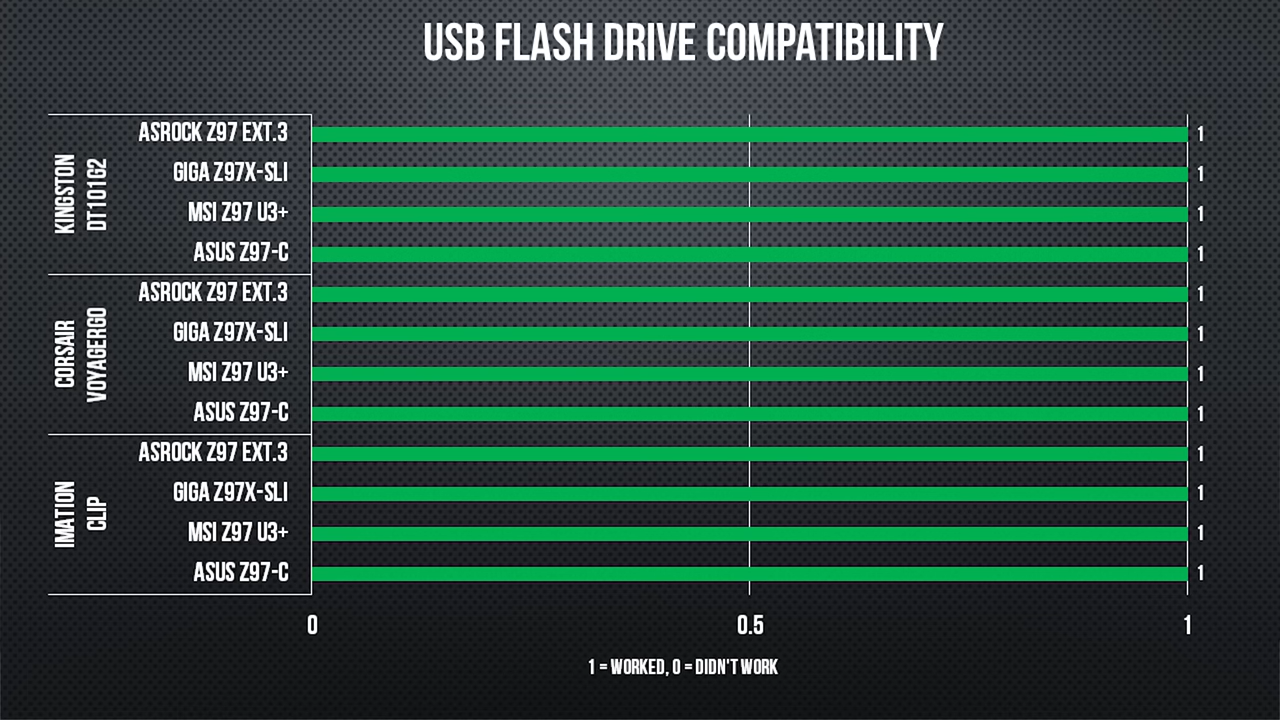 USB FLASH DRIVE COMPATIBILITY
KINGSTON
DT101G2
ASROCK Z97 EXT.3
1
GIGA Z97X-SLI
1
MSI Z97 U3+
1
ASUS Z97-C
1
CORSAIR
VOYAGERGO
ASROCK Z97 EXT.3
1
GIGA Z97X-SLI
1
MSI Z97 U3+
1
ASUS Z97-C
1
IMATION
CLIP
ASROCK Z97 EXT.3
1
GIGA Z97X-SLI
1
MSI Z97 U3+
1
ASUS Z97-C
1
0
0.5
1
1 = WORKED, 0 = DIDN'T WORK